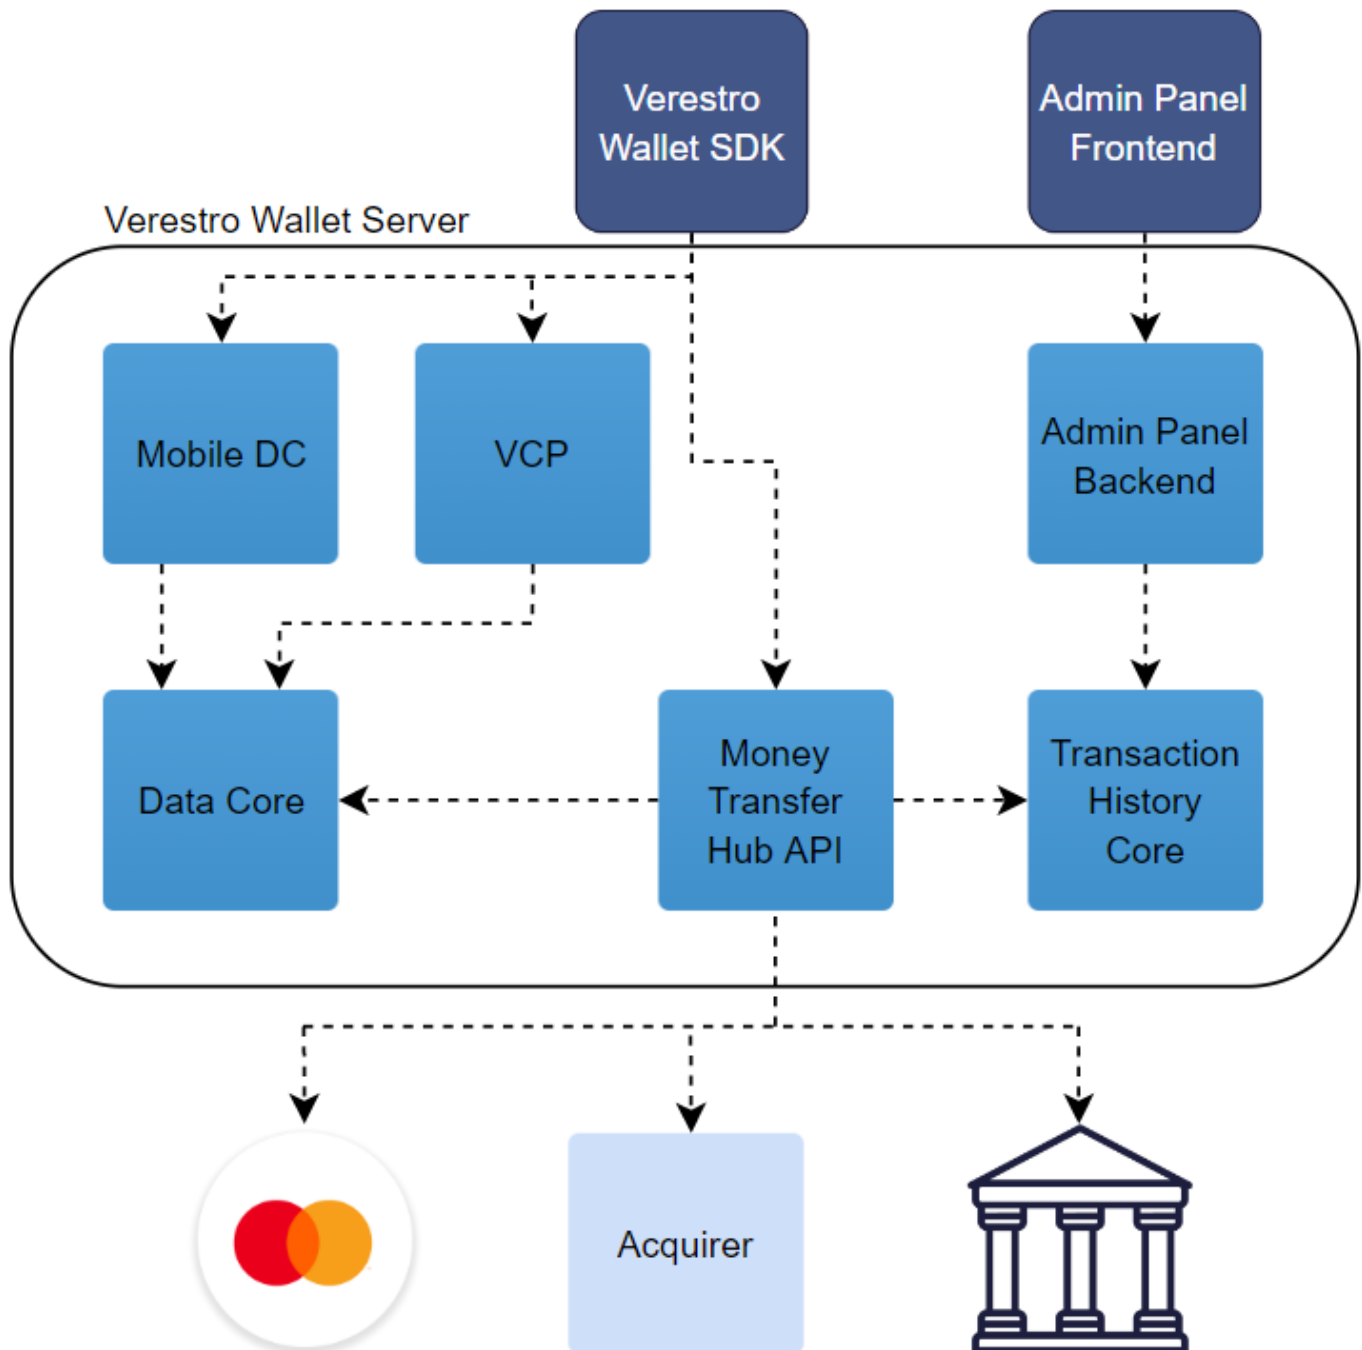 Verestro
Wallet SDK
Admin Panel
Frontend
Verestro Wallet Server
Mobile DC
VCP
Admin Panel
Backend
Data Core
Money
Transfer
Hub API
Transaction
History
Core
Acquirer